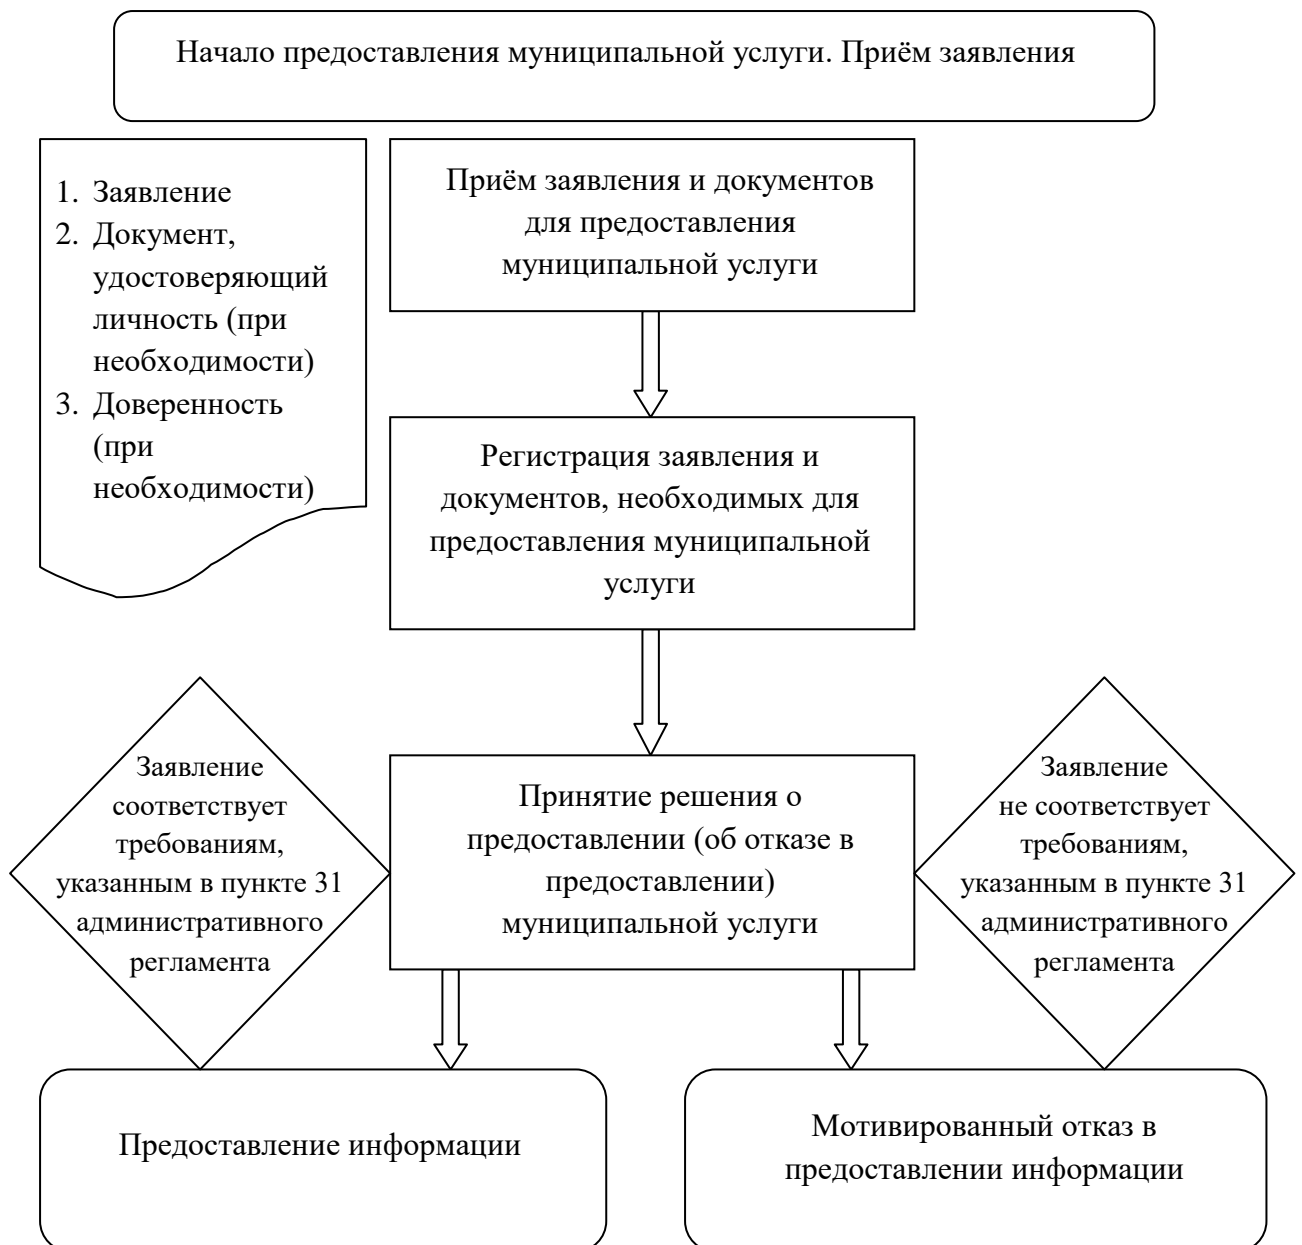 Начало предоставления муниципальной услуги. Приём заявления
1. Заявление
2. Документ,
удостоверяющий
личность (при
необходимости)
3. Доверенность
(при
необходимости)
Приём заявления и документов
для предоставления
муниципальной услуги
Регистрация заявления и
документов, необходимых для
предоставления муниципальной
услуги
Заявление
соответствует
требованиям,
указанным в пункте 31
административного
регламента
Принятие решения о
предоставлении (об отказе в
предоставлении)
муниципальной услуги
Заявление
не соответствует
требованиям,
указанным в пункте 31
административного
регламента
Предоставление информации
Мотивированный отказ в
предоставлении информации